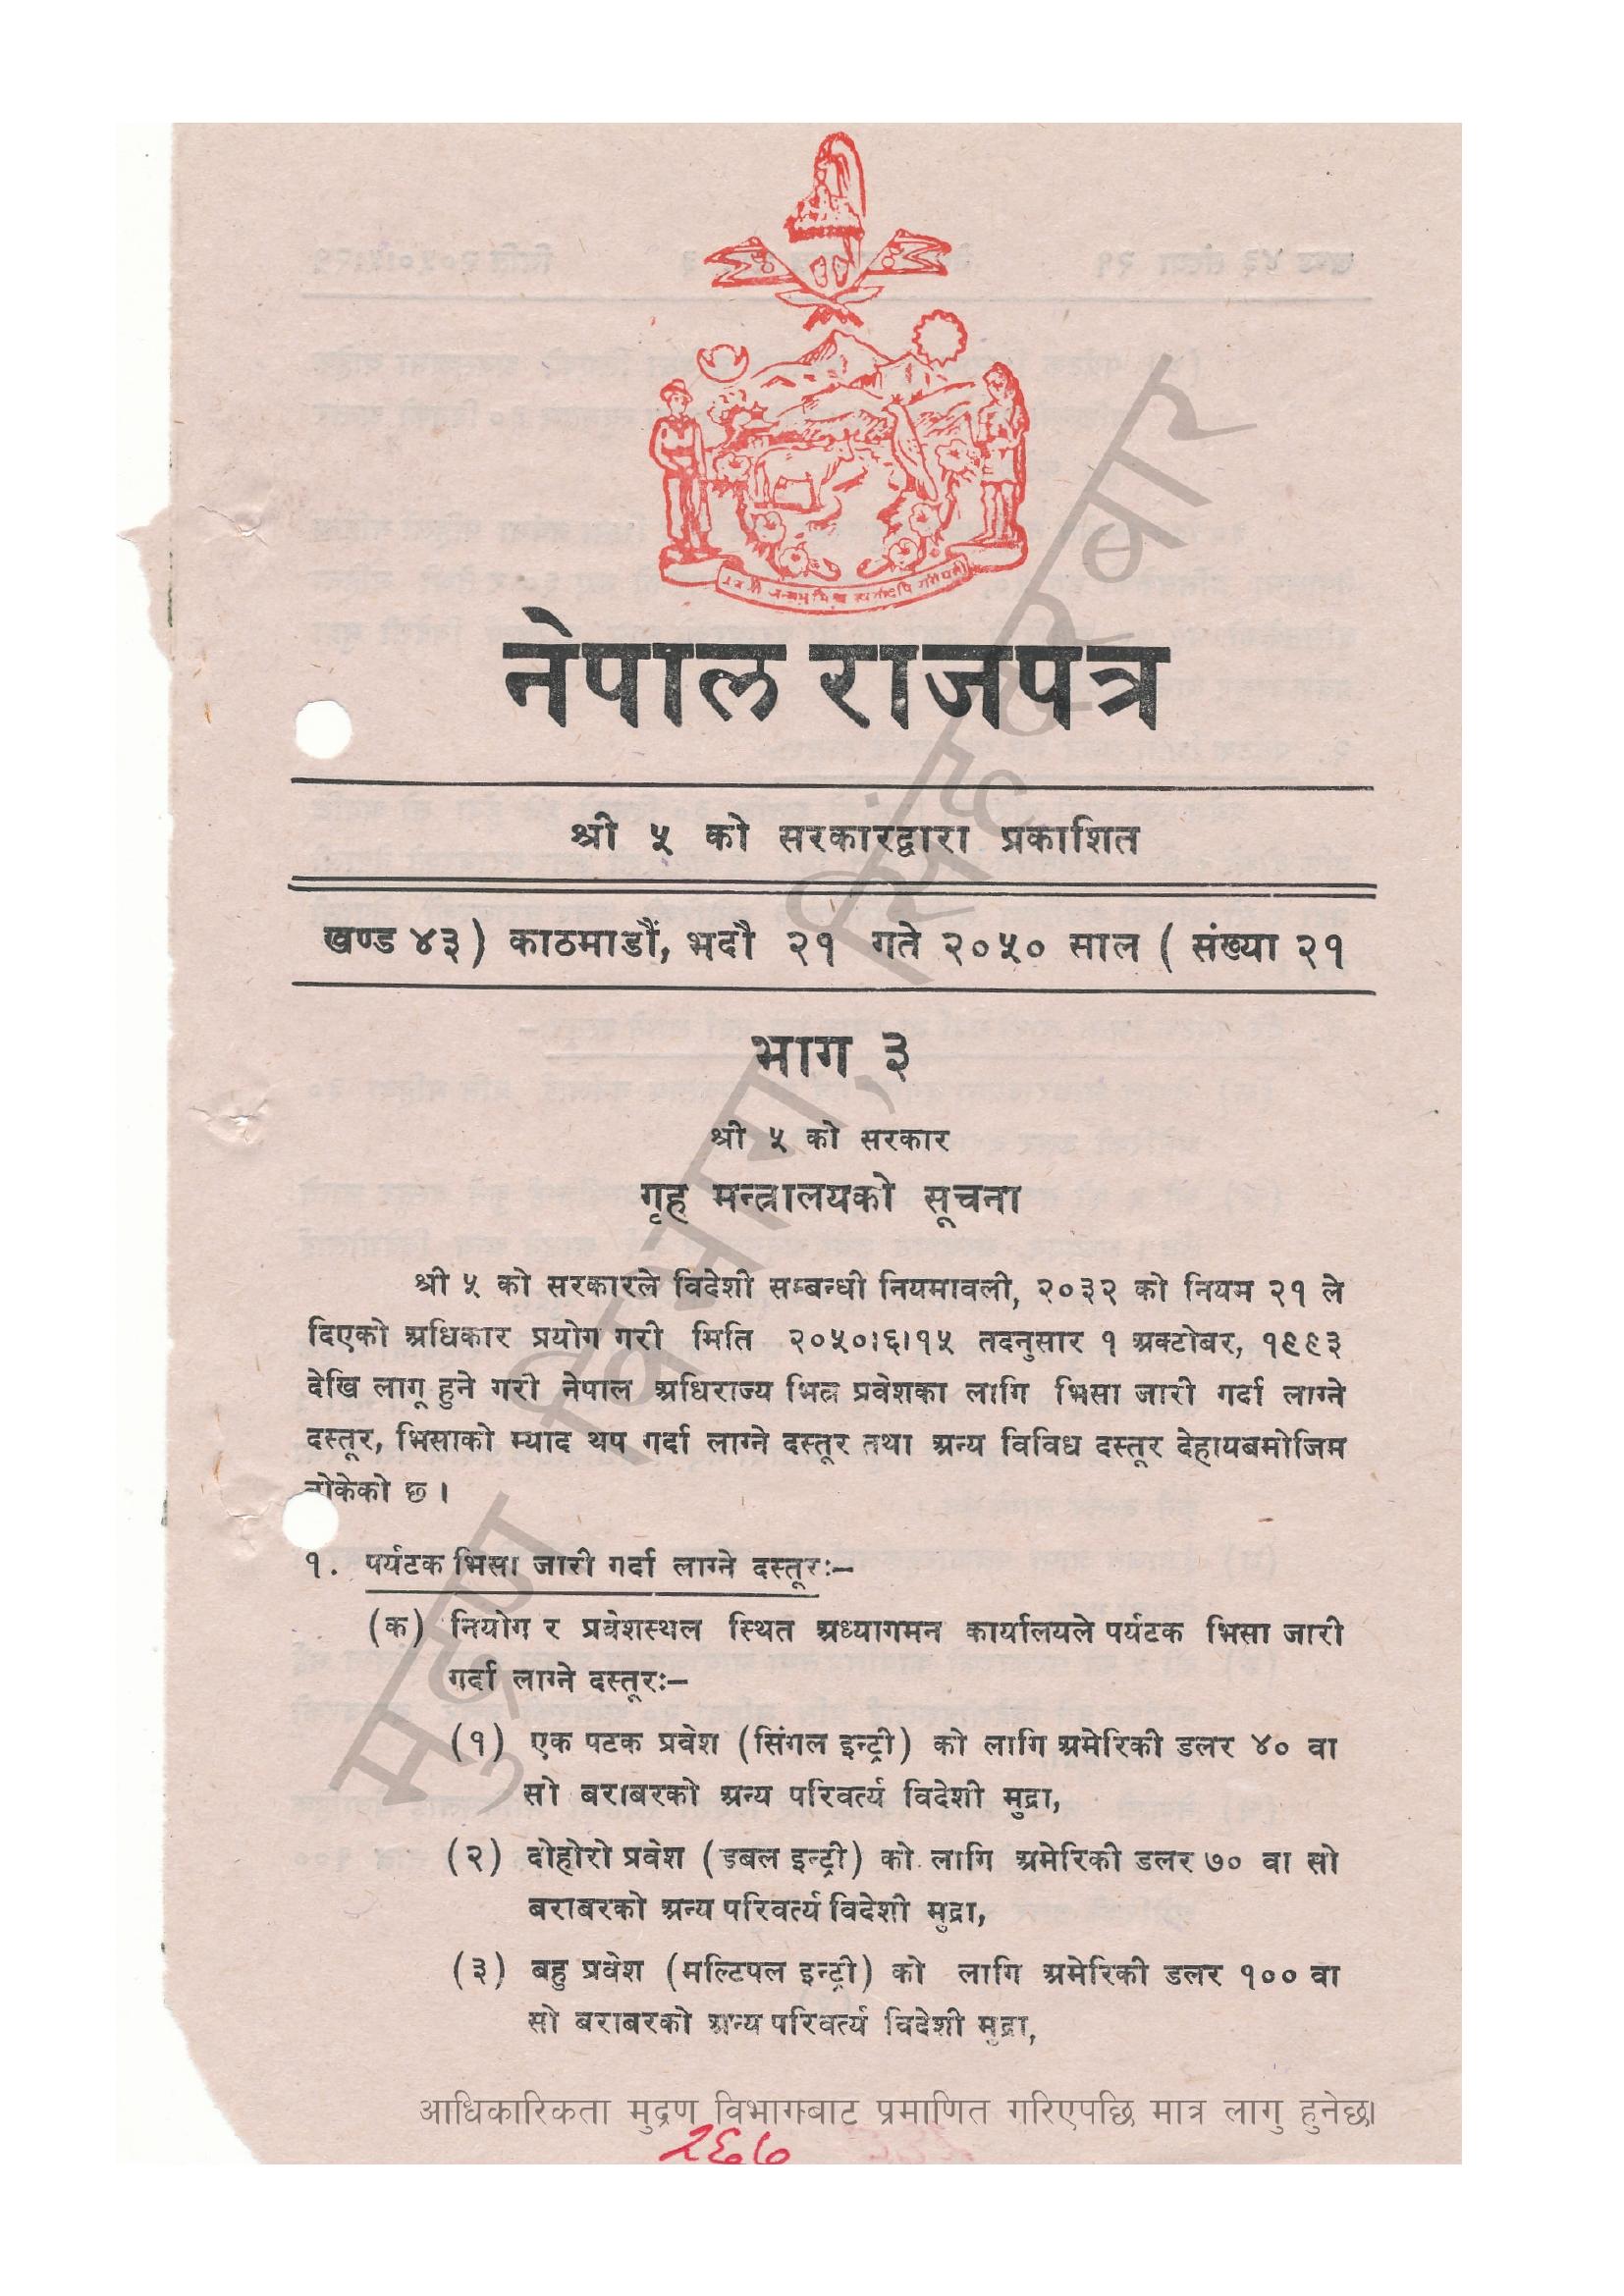 नेपाल राजपत्र
श्री ५ को सरकारद्वारा प्रकाशित
खण्ड ४३) काठमाडौं, भदौ २१ गते २०५० साल ( संख्या २१
भाग ३
श्री ५ को सरकार
गृह मन्त्रालयको सूचना
श्री ५ को सरकारले विदेशी सम्बन्धी नियमावली, २०३२ को नियम २१ ले
दिएको अधिकार प्रयोग गरी मिति २०५०।६।१५ तदनुसार १ अक्टोबर, १९९३
देखि लागू हुने गरी नेपाल अधिराज्य भित्र प्रवेशका लागि भिसा जारी गर्दा लाग्ने
दस्तूर, भिसाको म्याद थप गर्दा लाग्ने दस्तूर तथा अन्य विविध दस्तूर देहायबमोजिम
तोकेको छ ।
१. पर्यटक भिसा जारी गर्दा लाग्ने दस्तूरः–
(क) नियोग र प्रवेशस्थल स्थित अध्यागमन कार्यालयले पर्यटक भिसा जारी
गर्दा लाग्ने दस्तूरः–
(१) एक पटक प्रवेश (सिंगल इन्ट्री) को लागि अमेरिकी डलर ४० वा
सो बराबरको अन्य परिवर्त्य विदेशी मुद्रा,
(२) दोहोरो प्रवेश (डबल इन्ट्री) को लागि अमेरिकी डलर ७० वा सो
बराबरको अन्य परिवर्त्य विदेशी मुद्रा,
(३) बहु प्रवेश (मल्टिपल इन्ट्री) को लागि अमेरिकी डलर १०० वा
सो बराबरको अन्य परिवर्त्य विदेशी मुद्रा,
मुद्रण विभाग, सिंहदरबार
आधिकारिकता मुद्रण विभागबाट प्रमाणित गरिएपछि मात्र लागु हुनेछ।
२६७